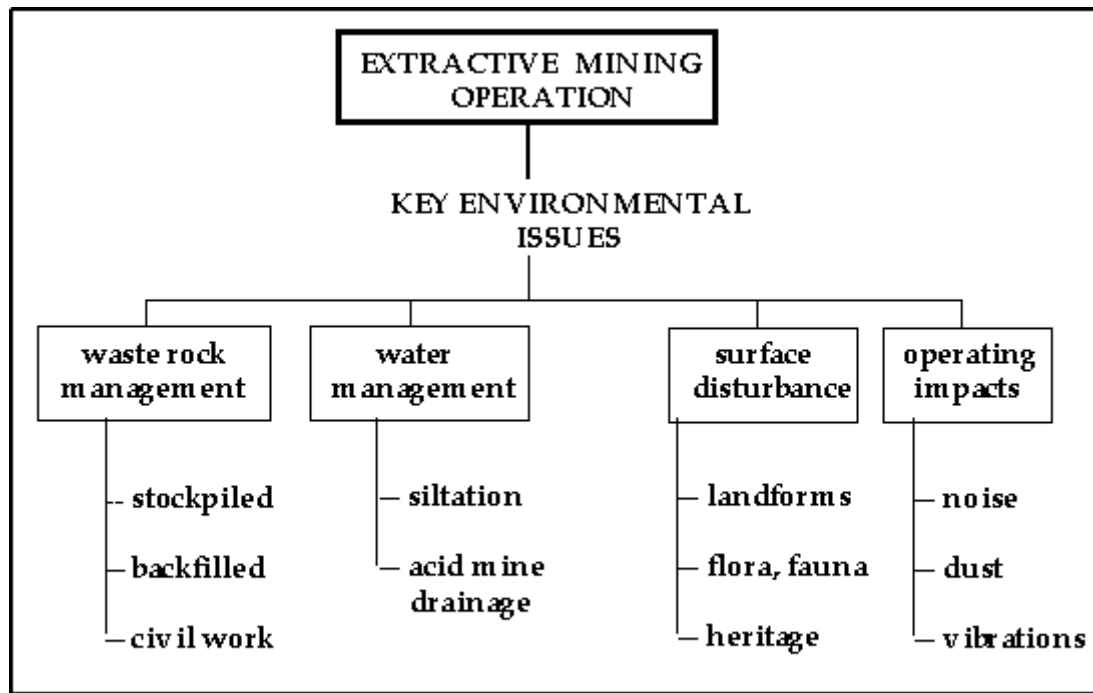 EXTRACTIVE MINING
OPERATION
KEY ENVIRONMENTAL
ISSUES
waste rock
management
stockpiled
backfilled
civil work
water
management
siltation
acid mine
drainage
surface
disturbance
landforms
flora, fauna
heritage
operating
impacts
noise
dust
vibrations